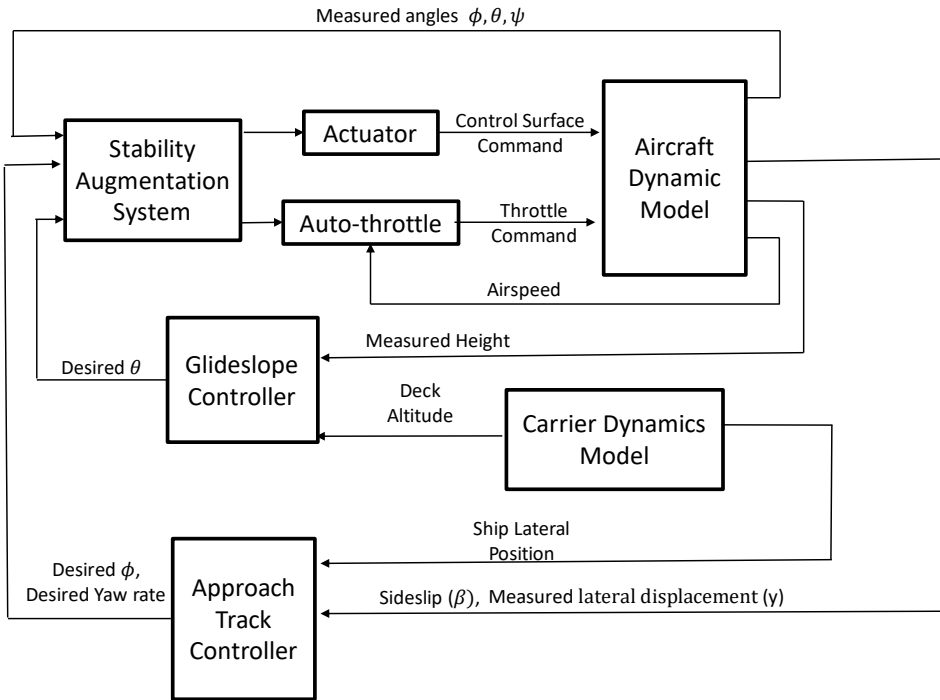 Measured angles ϕ, θ, ψ
Stability
Augmentation
System
Actuator
Control Surface
Command
Aircraft
Dynamic
Model
Auto-throttle
Throttle
Command
Airspeed
Measured Height
Desired θ
Glideslope
Controller
Deck
Altitude
Carrier Dynamics
Model
Ship Lateral
Position
Desired ϕ,
Desired Yaw rate
Approach
Track
Controller
Sideslip (β), Measured lateral displacement (y)